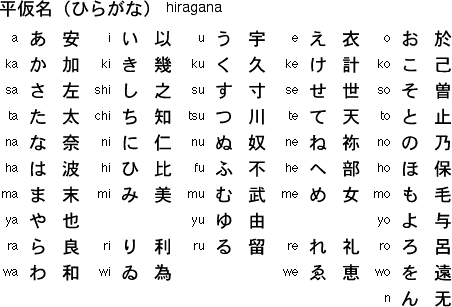 平仮名（ひらがな） hiragana
a あ 安 i い 以 u う 宇 e え 衣 o お 於
ka か 加 ki き 幾 ku く 久 ke け 計 ko こ 己
sa さ 左 shi し 之 su す 寸 se せ 世 so そ 曽
ta た 太 chi ち 知 tsu つ 川 te て 天 to と 止
na な 奈 ni に 仁 nu ぬ 奴 ne ね 祢 no の 乃
ha は 波 hi ひ 比 fu ふ 不 he へ 部 ho ほ 保
ma ま 末 mi み 美 mu む 武 me め 女 mo も 毛
ya や 也 yu ゆ 由 yo よ 与
ra ら 良 ri り 利 ru る 留 re れ 礼 ro ろ 呂
wa わ 和 wi ゐ 為 we ゑ 恵 wo を 遠
n ん 无